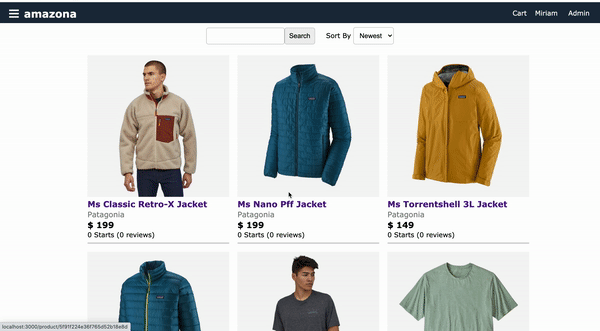 ☰ amazona Cart Miriam Admin
Search Sort By Newest
Ms Classic Retro-X Jacket
Patagonia
$ 199
0 Starts (0 reviews)
Ms Nano Pff Jacket
Patagonia
$ 199
0 Starts (0 reviews)
Ms Torrentshell 3L Jacket
Patagonia
$ 149
0 Starts (0 reviews)
localhost:3000/product/5f91f224e36f765d52b18e8d